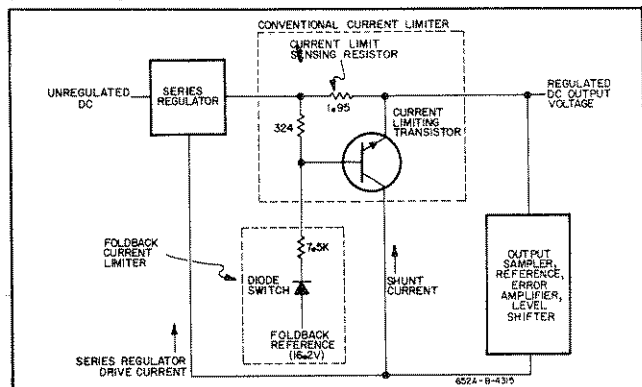 CONVENTIONAL CURRENT LIMITER
CURRENT LIMIT
SENSING RESISTOR
UNREGULATED
DC
SERIES
REGULATOR
1.95
REGULATED
DC OUTPUT
VOLTAGE
324
CURRENT
LIMITING
TRANSISTOR
FOLDBACK
CURRENT
LIMITER
7.5K
DIODE
SWITCH
SHUNT
CURRENT
OUTPUT
SAMPLER,
REFERENCE,
ERROR
AMPLIFIER,
LEVEL
SHIFTER
FOLDBACK
REFERENCE
(16.2V)
SERIES REGULATOR
DRIVE CURRENT
652A-B-4315